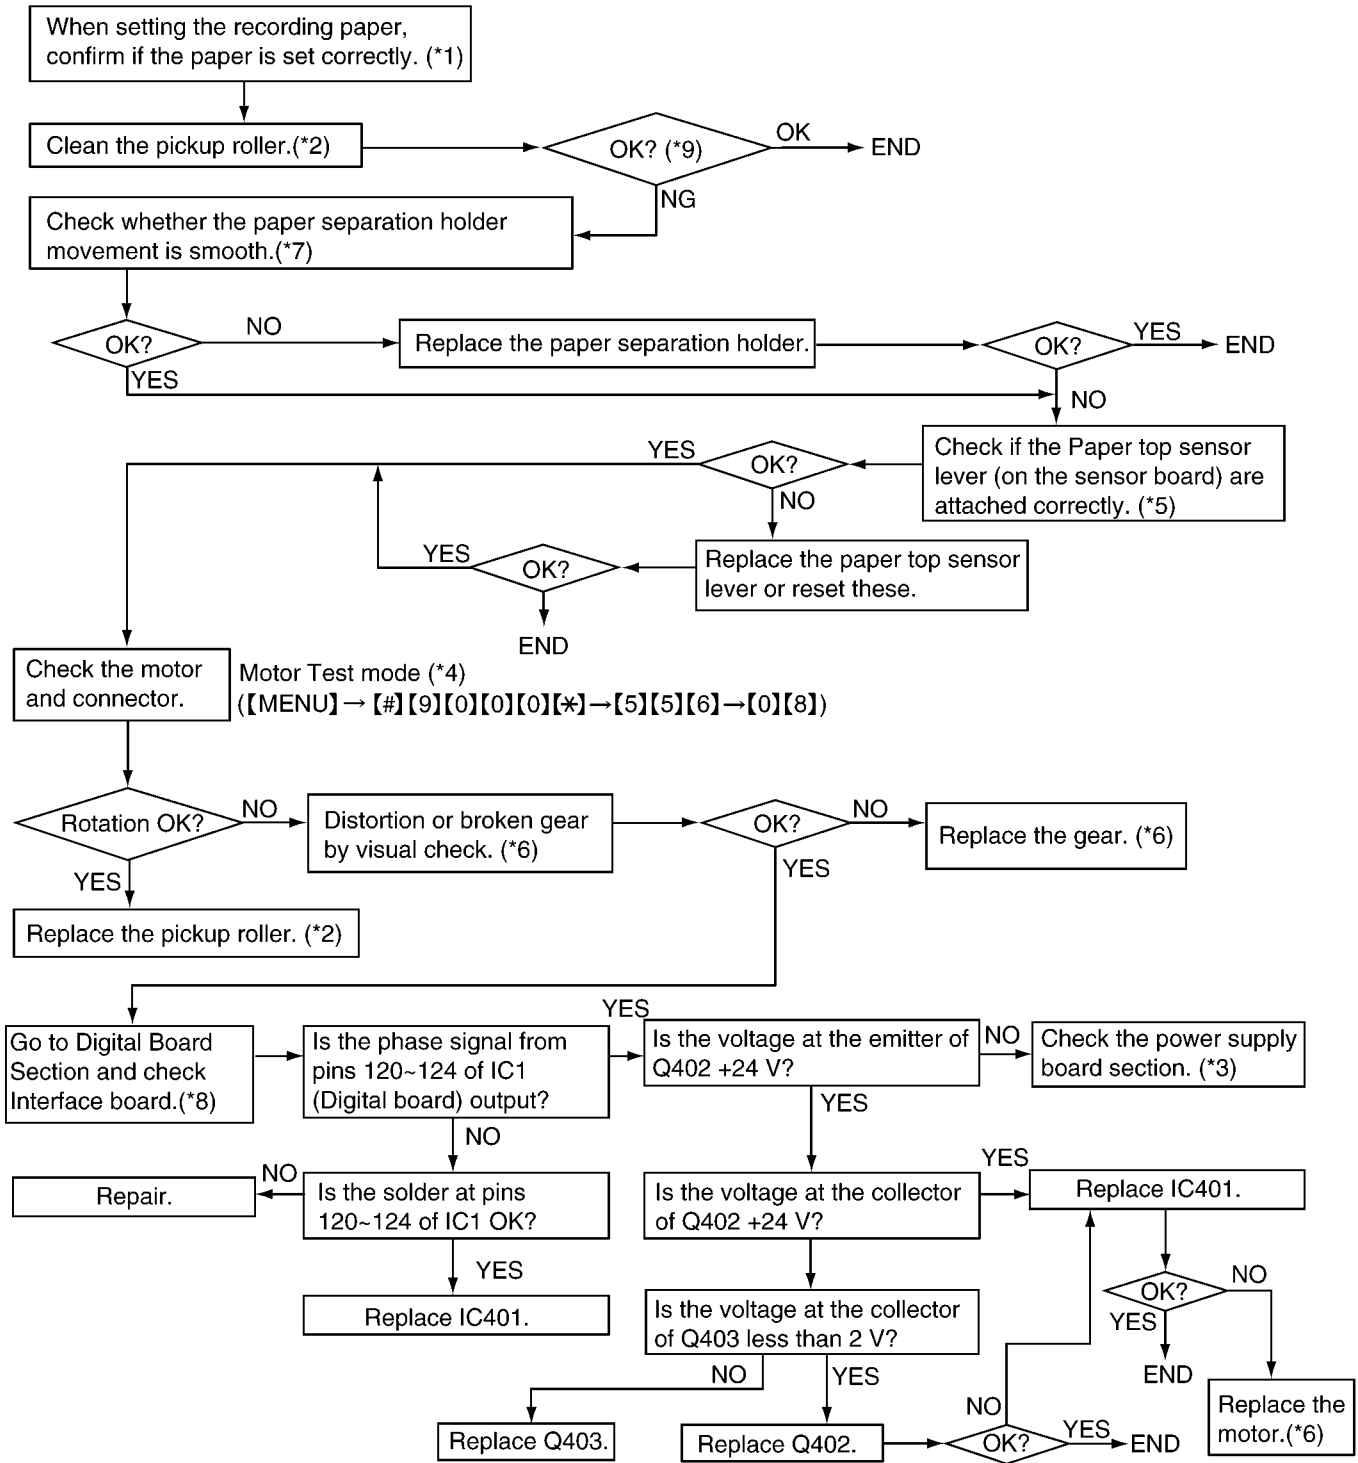 When setting the recording paper,
confirm if the paper is set correctly. (*1)
Clean the pickup roller.(*2)
OK? (*9)
OK
END
NG
Check whether the paper separation holder
movement is smooth.(*7)
OK?
NO
Replace the paper separation holder.
OK?
YES
END
YES
NO
Check if the Paper top sensor
lever (on the sensor board) are
attached correctly. (*5)
OK?
YES
NO
Replace the paper top sensor
lever or reset these.
OK?
YES
END
Check the motor
and connector.
Motor Test mode (*4)
(【MENU】→【#】【9】【0】【0】【0】【*】→【5】【5】【6】→【0】【8】)
Rotation OK?
NO
Distortion or broken gear
by visual check. (*6)
OK?
NO
Replace the gear. (*6)
YES
YES
Replace the pickup roller. (*2)
Go to Digital Board
Section and check
Interface board.(*8)
Is the phase signal from
pins 120~124 of IC1
(Digital board) output?
YES
Is the voltage at the emitter of
Q402 +24 V?
NO
Check the power supply
board section. (*3)
NO
YES
Is the solder at pins
120~124 of IC1 OK?
NO
Repair.
Is the voltage at the collector
of Q402 +24 V?
YES
Replace IC401.
YES
Replace IC401.
Is the voltage at the collector
of Q403 less than 2 V?
OK?
NO
YES
END
NO
YES
Replace the
motor.(*6)
Replace Q403.
Replace Q402.
OK?
NO
YES
END